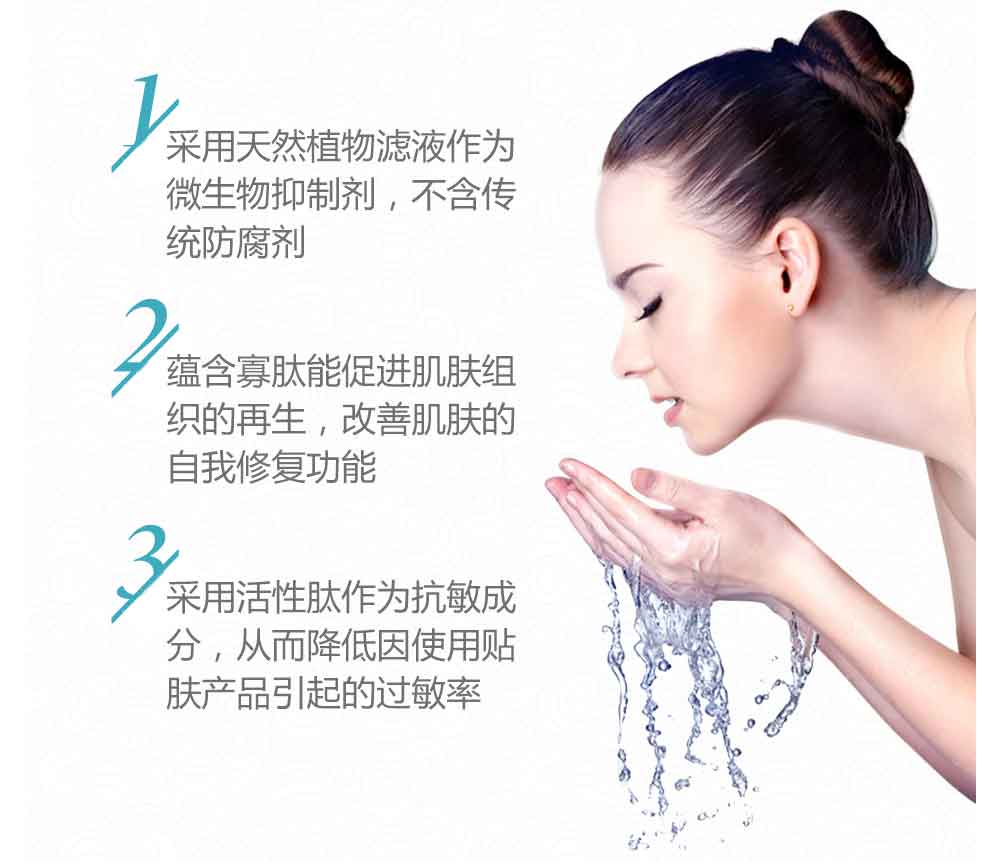 1
采用天然植物滤液作为
微生物抑制剂，不含传
统防腐剂
2
蕴含寡肽能促进肌肤组
织的再生，改善肌肤的
自我修复功能
3
采用活性肽作为抗敏成
分，从而降低因使用贴
肤产品引起的过敏率